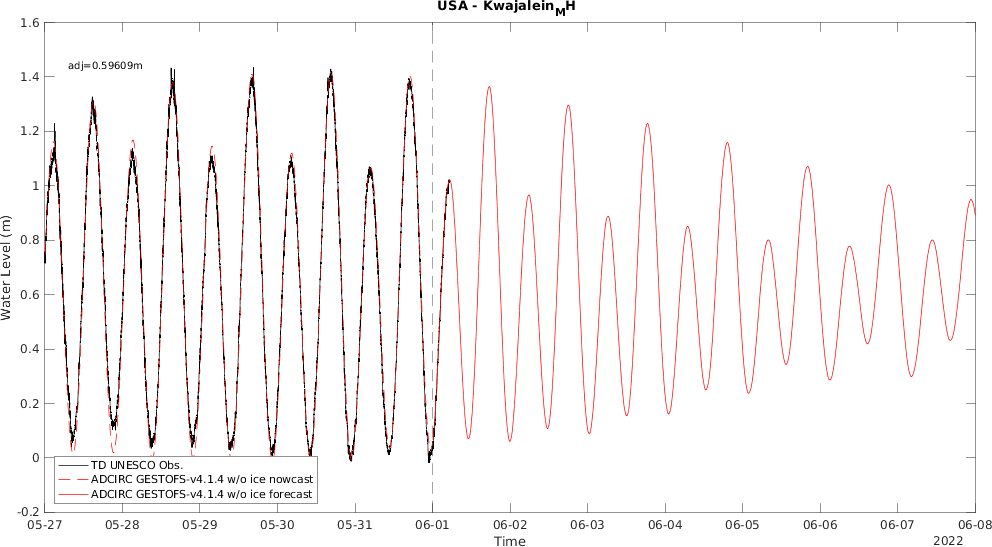 USA - Kwajalein_MH
1.6
1.4
1.2
1
0.8
0.6
0.4
0.2
0
-0.2
Water Level (m)
adj=0.59609m
TD UNESCO Obs.
ADCIRC GESTOFS-v4.1.4 w/o ice nowcast
ADCIRC GESTOFS-v4.1.4 w/o ice forecast
05-27 05-28 05-29 05-30 05-31 06-01 06-02 06-03 06-04 06-05 06-06 06-07 06-08
Time
2022